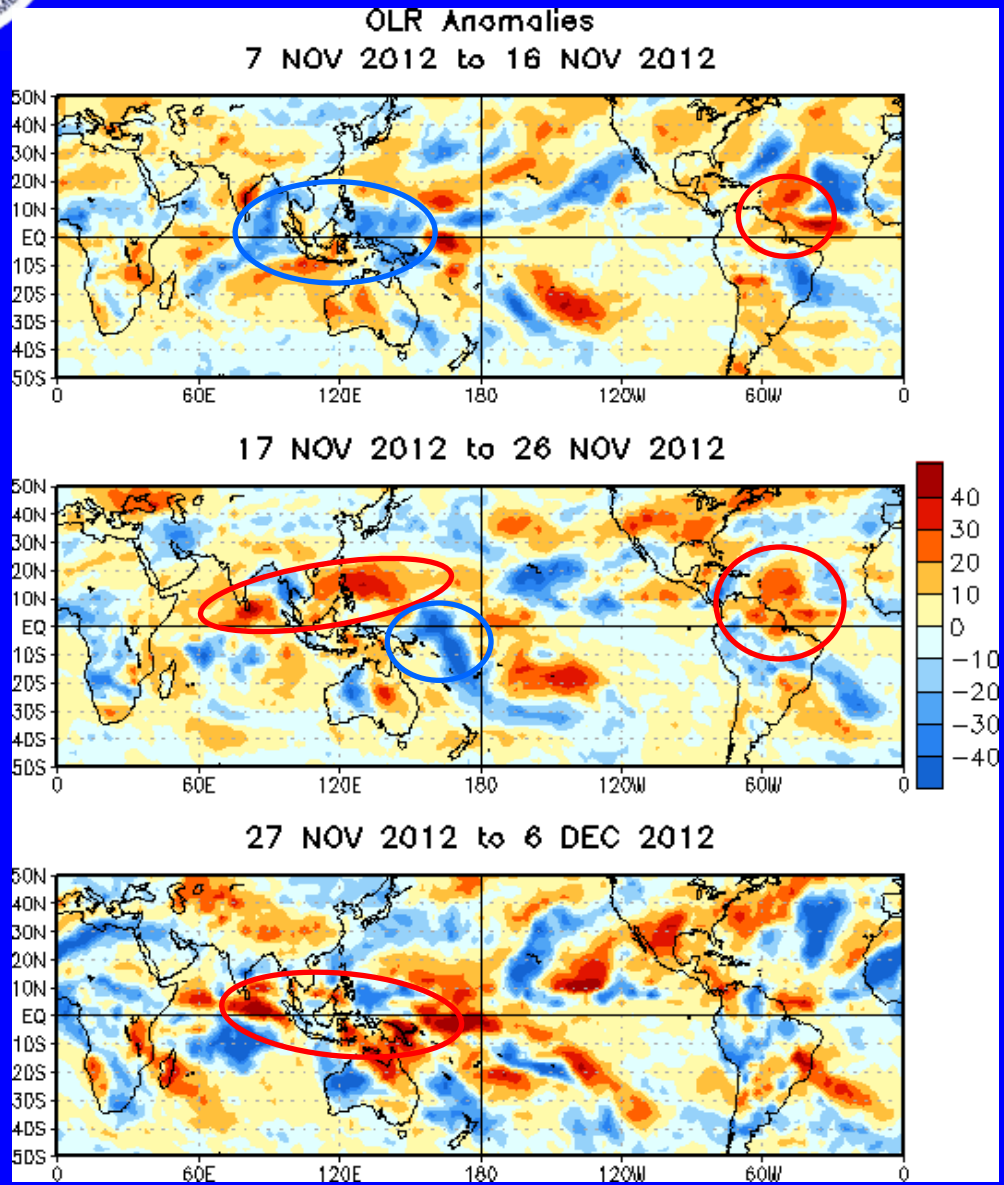 OLR Anomalies
7 NOV 2012 to 16 NOV 2012
50N
40N
30N
20N
10N
EQ
10S
20S
30S
40S
50S
0 60E 120E 180 120W 60W 0
17 NOV 2012 to 26 NOV 2012
50N
40N
30N
20N
10N
EQ
10S
20S
30S
40S
50S
0 60E 120E 180 120W 60W 0
40
30
20
10
0
-10
-20
-30
-40
27 NOV 2012 to 6 DEC 2012
50N
40N
30N
20N
10N
EQ
10S
20S
30S
40S
50S
0 60E 120E 180 120W 60W 0